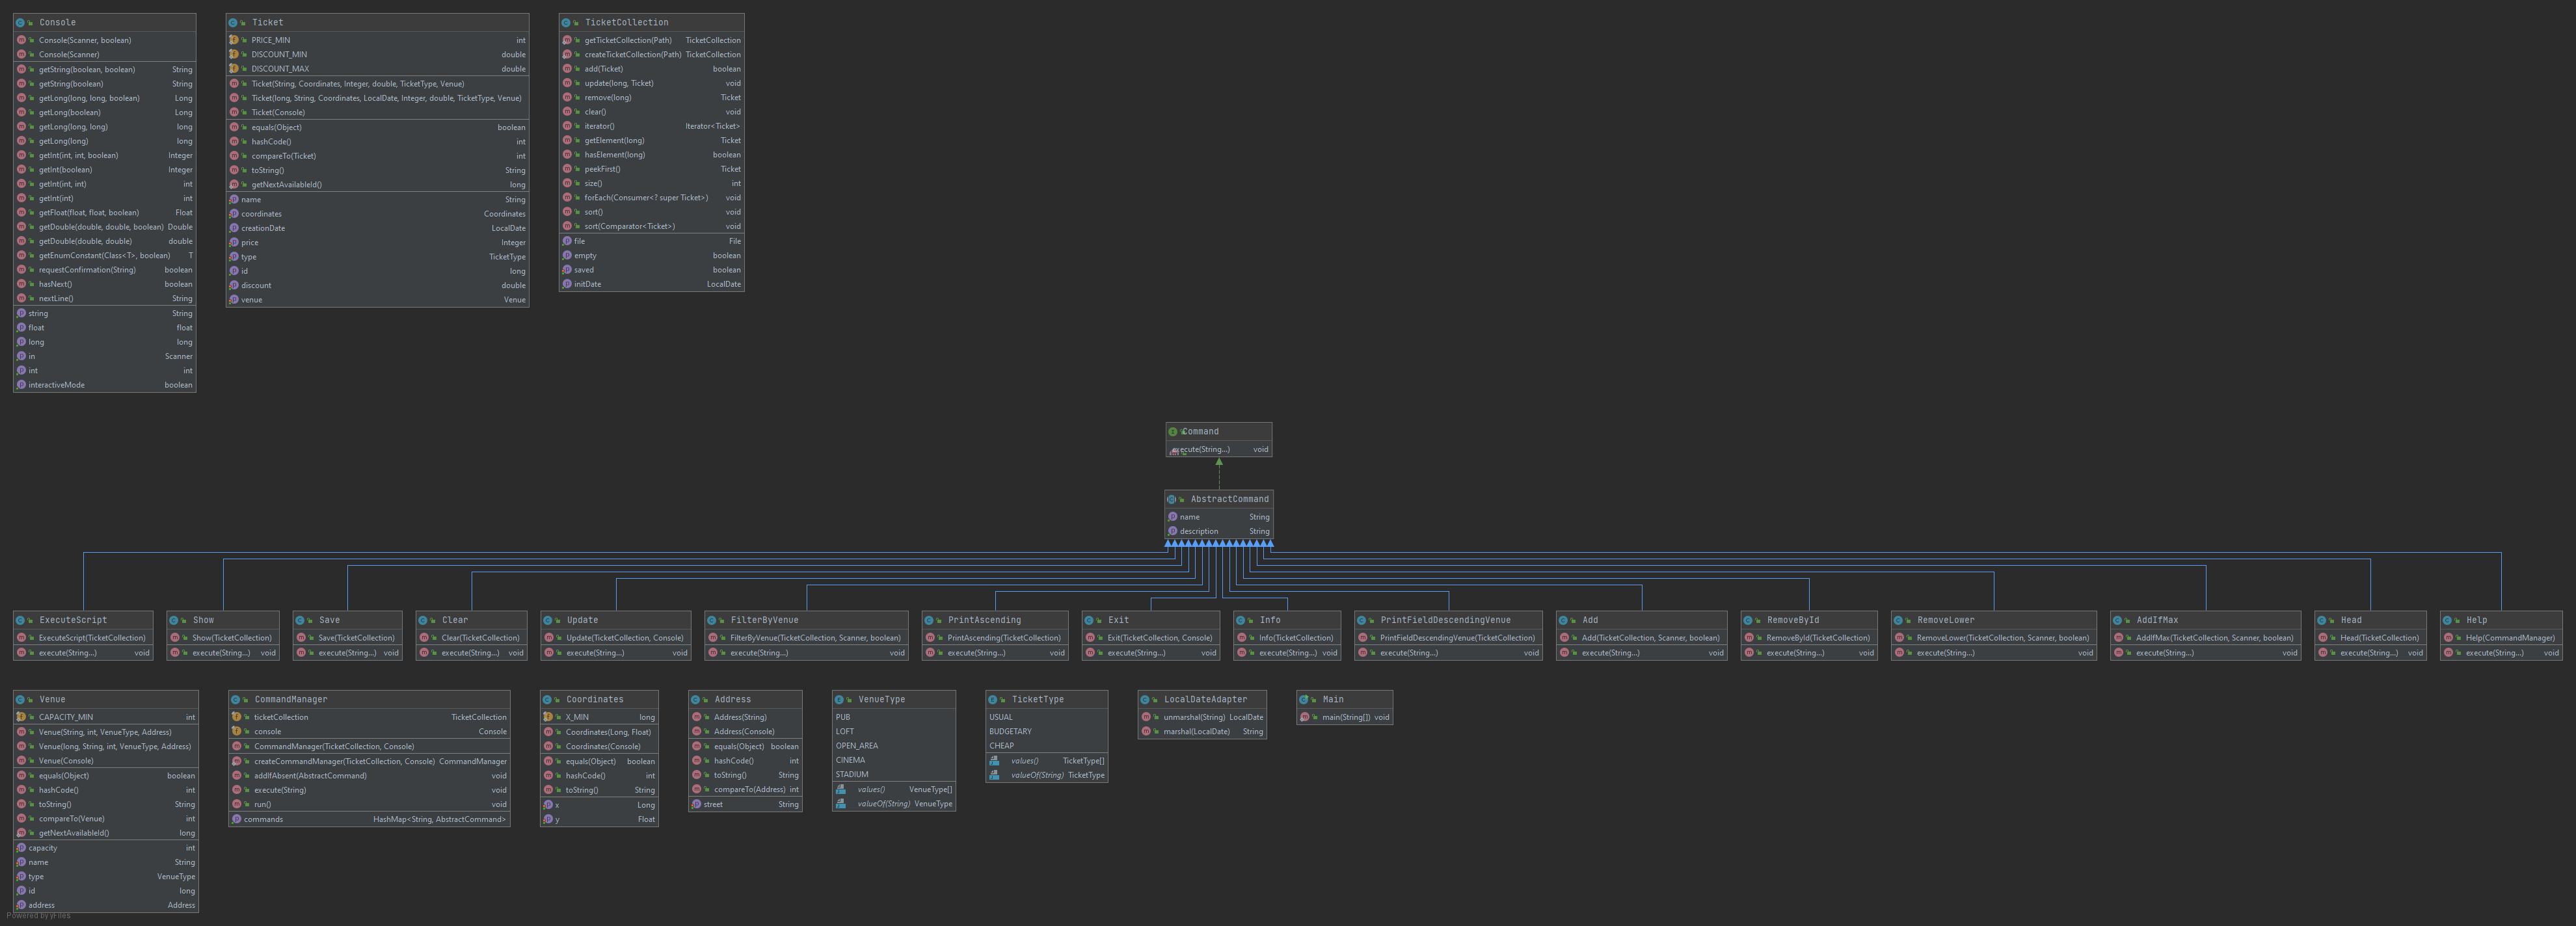 Console
Console(Scanner, boolean)
Console(Scanner)
getString(boolean, boolean) String
getString(boolean) String
getLong(long, long, boolean) Long
getLong(boolean) Long
getLong(long, long) long
getLong(long) long
getInt(int, int, boolean) Integer
getInt(boolean) Integer
getInt(int, int) int
getInt(int) int
getFloat(float, float, boolean) Float
getDouble(double, double, boolean) Double
getDouble(double, double) double
getEnumConstant(Class<T>, boolean) T
requestConfirmation(String) boolean
hasNext() boolean
nextLine() String
string String
float float
long long
in Scanner
int int
interactiveMode boolean
Ticket
PRICE_MIN int
DISCOUNT_MIN double
DISCOUNT_MAX double
Ticket(String, Coordinates, Integer, double, TicketType, Venue)
Ticket(long, String, Coordinates, LocalDate, Integer, double, TicketType, Venue)
Ticket(Console)
equals(Object) boolean
hashCode() int
compareTo(Ticket) int
toString() String
getNextAvailableId() long
name String
coordinates Coordinates
creationDate LocalDate
price Integer
type TicketType
id long
discount double
venue Venue
TicketCollection
getTicketCollection(Path) TicketCollection
createTicketCollection(Path) TicketCollection
add(Ticket) boolean
update(long, Ticket) void
remove(long) Ticket
clear() void
iterator() Iterator<Ticket>
getElement(long) Ticket
hasElement(long) boolean
peekFirst() Ticket
size() int
forEach(Consumer<? super Ticket>) void
sort() void
sort(Comparator<Ticket>) void
file File
empty boolean
saved boolean
initDate LocalDate
Command
ecute(String...) void
AbstractCommand
name String
description String
ExecuteScript
ExecuteScript(TicketCollection)
execute(String...) void
Show
Show(TicketCollection)
execute(String...) void
Save
Save(TicketCollection)
execute(String...) void
Clear
Clear(TicketCollection)
execute(String...) void
Update
Update(TicketCollection, Console)
execute(String...) void
FilterByVenue
FilterByVenue(TicketCollection, Scanner, boolean)
execute(String...) void
PrintAscending
PrintAscending(TicketCollection)
execute(String...) void
Exit
Exit(TicketCollection, Console)
execute(String...) void
Info
Info(TicketCollection)
execute(String...) void
PrintFieldDescendingVenue
PrintFieldDescendingVenue(TicketCollection)
execute(String...) void
Add
Add(TicketCollection, Scanner, boolean)
execute(String...) void
RemoveById
RemoveById(TicketCollection)
execute(String...) void
RemoveLower
RemoveLower(TicketCollection, Scanner, boolean)
execute(String...) void
AddIfMax
AddIfMax(TicketCollection, Scanner, boolean)
execute(String...) void
Head
Head(TicketCollection)
execute(String...) void
Help
Help(CommandManager)
execute(String...) void
Venue
CAPACITY_MIN int
Venue(String, int, VenueType, Address)
Venue(long, String, int, VenueType, Address)
Venue(Console)
equals(Object) boolean
hashCode() int
toString() String
compareTo(Venue) int
getNextAvailableId() long
capacity int
name String
type VenueType
id long
address Address
CommandManager
ticketCollection TicketCollection
console Console
CommandManager(TicketCollection, Console)
createCommandManager(TicketCollection, Console) CommandManager
addIfAbsent(AbstractCommand) void
execute(String) void
run() void
commands HashMap<String, AbstractCommand>
Coordinates
X_MIN long
Coordinates(Long, Float)
Coordinates(Console)
equals(Object) boolean
hashCode() int
toString() String
x Long
y Float
Address
Address(String)
Address(Console)
equals(Object) boolean
hashCode() int
toString() String
compareTo(Address) int
street String
VenueType
PUB
LOFT
OPEN_AREA
CINEMA
STADIUM
values() VenueType[]
valueOf(String) VenueType
TicketType
USUAL
BUDGETARY
CHEAP
values() TicketType[]
valueOf(String) TicketType
LocalDateAdapter
unmarshal(String) LocalDate
marshal(LocalDate) String
Main
main(String[]) void
Powered by yFiles